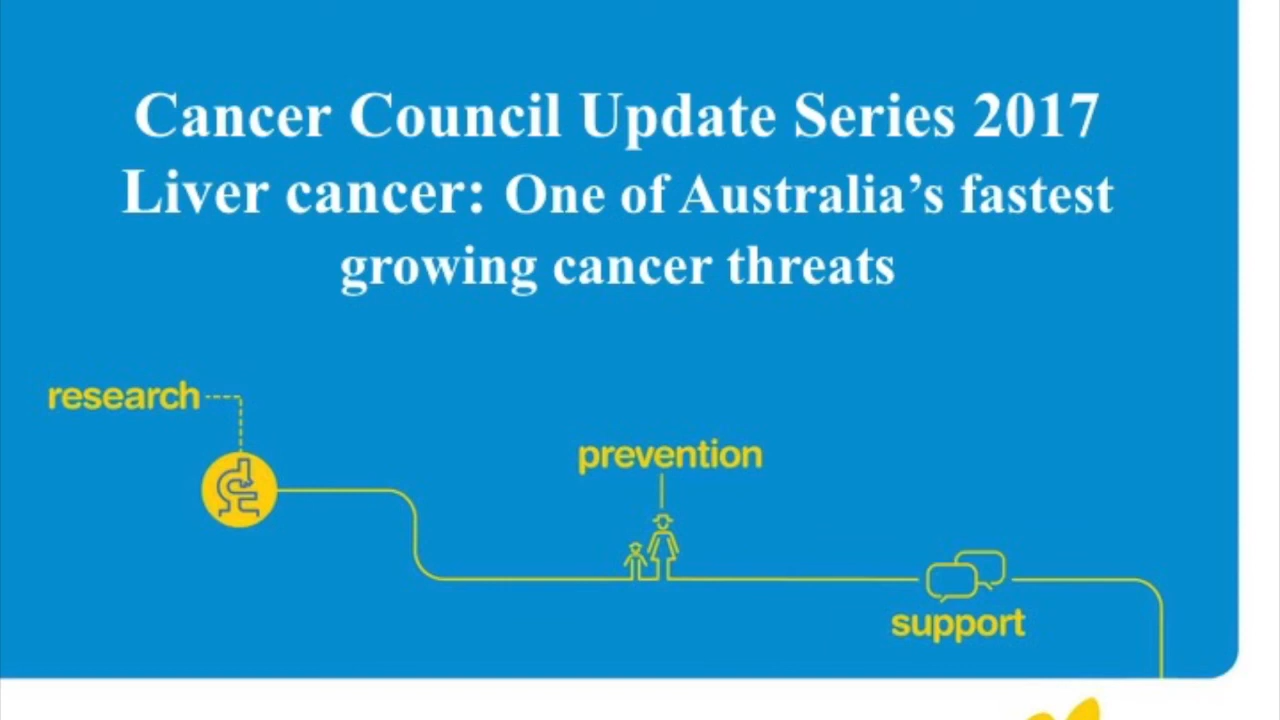 Cancer Council Update Series 2017
Liver cancer: One of Australia’s fastest
growing cancer threats
research
prevention
support